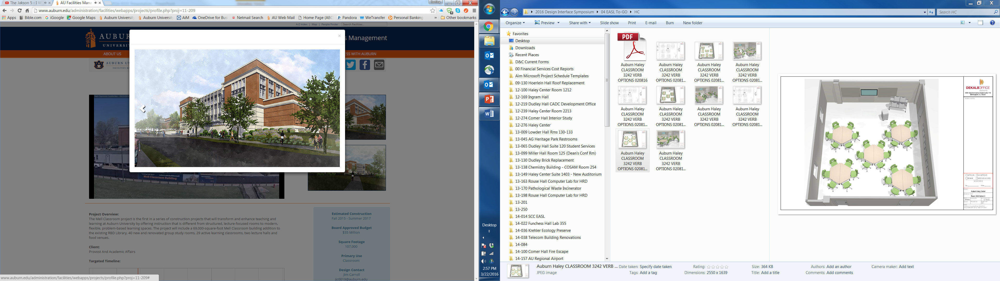 The Jakson 5 - I W
AU Facilities Mana
www.auburn.edu/administration/facilities/webapps/projects/profile.php?proj=11-209
Apps
Bible.com
iGoogle
Google Maps
Auburn University
Auburn University
AiM
OneDrive for Bus
Netmail Search
AU Web Mail
Home Page (ABC
Pandora
WeTransfer
Personal Banking
»
Other bookmarks
A-Z Index | Map | People Finder
Search Facilities...
AUBUR
UNIVERSIT
s Management
ABOUT US
ESS WITH AUBURN
AUBURN UN
FACILITIES MA
Coming Fall 2017
Mell Classroom Building
Project Overview:
The Mell Classroom project is the first in a series of construction projects that will transform and enhance teaching and
learning at Auburn University by offering instruction that is different from structured, lecture-focused rooms to modern,
flexible, problem-based learning spaces. The project will include a 69,000-square-foot Mell Classroom building addition to
the existing RBD Library, 40 new and renovated group study rooms, 29 active learning classrooms, two lecture halls and
food venues.
Client:
Provost And Academic Affairs
Targeted Timeline:
Estimated Construction
Fall 2015 - Summer 2017
Board Approved Budget
$35 Million
Square Footage
107,000
Primary Use
Classroom
Design Contact
Jim Carroll
jjc0019@auburn.edu
www.auburn.edu/administration/facilities/webapps/projects/profile.php?proj=11-209#
Desktop
2:57 PM
3/22/2016
2016 Design Interface Symposium
04 EASL To-GO
HC
Search HC
Organize
Preview
Share with
Slide show
Print
E-mail
Burn
New folder
Favorites
Desktop
Downloads
Recent Places
D&C Current Forms
00 Financial Services Cost Reports
Aim Microsoft Project Schedule Templates
09-130 Hoerlein Hall Roof Replacement
12-100 Haley Center Room 1212
12-169 Ingram Hall
12-219 Dudley Hall CADC Development Office
12-239 Haley Center Room 2213
12-274 Comer Hall Interior Study
12-276 Haley Center
13-009 Lowder Hall Rms 130-133
13-045 AG Heritage Park Restrooms
13-065 Dudley Hall Suite 120 Student Services
13-099 Miller Hall Room 125 (Dean's Conf Rm)
13-130 Dudley Brick Replacement
13-138 Chemistry Building - COSAM Room 254
13-149 Haley Center Suite 1403 - New Auditorium
13-163 Rouse Hall Computer Lab for HRD
13-170 Pathological Waste Incinerator
13-198 Rouse Hall Computer Lab for HRD
13-201
13-250
14-014 SCC EASL
14-022 Funchess Hall Lab 355
14-036 Krehler Ecology Preserve
14-038 Telecom Building Renovations
14-084
14-100 Comer Hall Fire Escape
14-157 AU Regional Airport
PDF
Auburn Haley
CLASSROOM
3242 VERB
OPTIONS 020816
Auburn Haley
CLASSROOM
3242 VERB
OPTIONS 02081...
Auburn Haley
CLASSROOM
3242 VERB
OPTIONS 02081...
Auburn Haley
CLASSROOM
3242 VERB
OPTIONS 02081...
Auburn Haley
CLASSROOM
3242 VERB
OPTIONS 02081...
Auburn Haley
CLASSROOM
3242 VERB
OPTIONS 02081...
Auburn Haley
CLASSROOM
3242 VERB
OPTIONS 02081...
Auburn Haley
CLASSROOM
3242 VERB
OPTIONS 02081...
Auburn Haley
CLASSROOM
3242 VERB
OPTIONS 02081...
Auburn Haley
CLASSROOM
3242 VERB
OPTIONS 02081...
DEKALBOFFICE
Auburn Haley Center
Room 3242 Option 3
Auburn Haley CLASSROOM 3242 VERB ...
JPEG image
Date taken: Specify date taken
Tags: Add a tag
Rating:
Dimensions: 2550 x 1639
Size: 364 KB
Title: Add a title
Authors: Add an author
Comments: Add comments
Camera maker: Add text